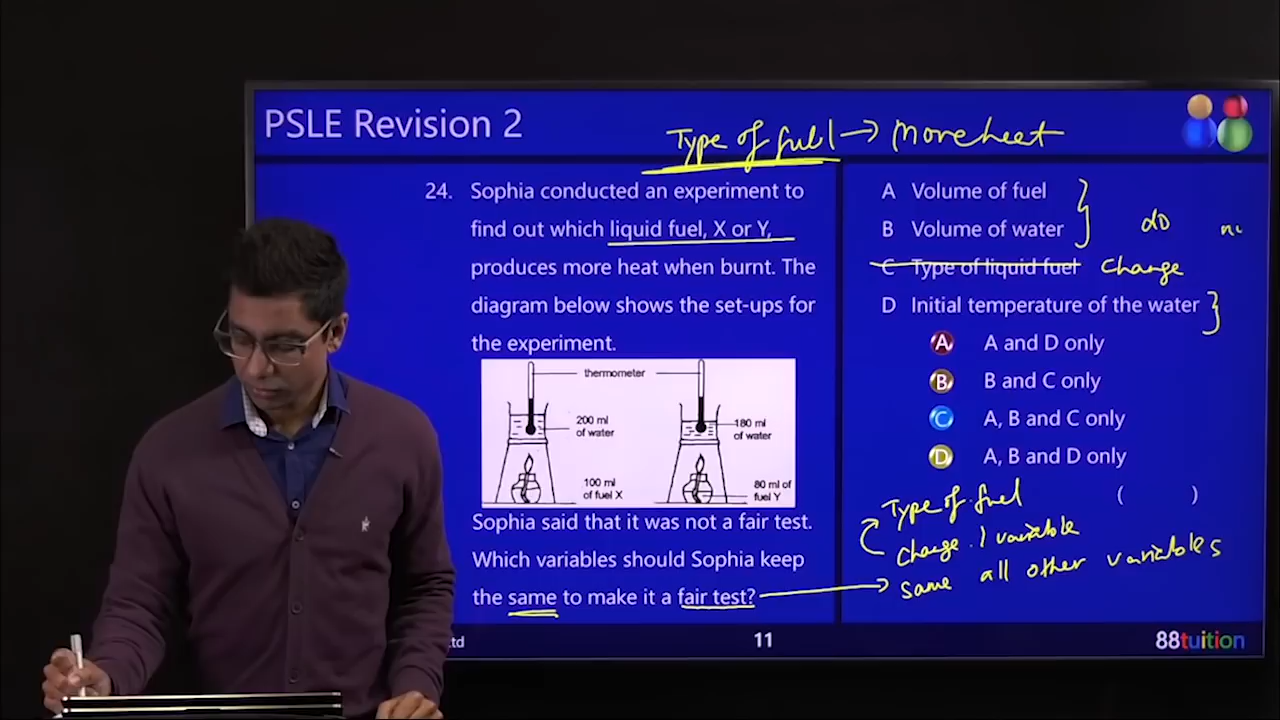 PSLE Revision 2
Type of fuel → More heat
24. Sophia conducted an experiment to
find out which liquid fuel, X or Y,
produces more heat when burnt. The
diagram below shows the set-ups for
the experiment.
thermometer
200 ml
of water
180 ml
of water
100 ml
of fuel X
80 ml of
fuel Y
Sophia said that it was not a fair test.
Which variables should Sophia keep
the same to make it a fair test?
A Volume of fuel
B Volume of water
do
C Type of liquid fuel Change
D Initial temperature of the water
A A and D only
B B and C only
C A, B and C only
D A, B and D only
( )
Type of fuel
Change 1 variable
Same all other variables
td
11
88tuition